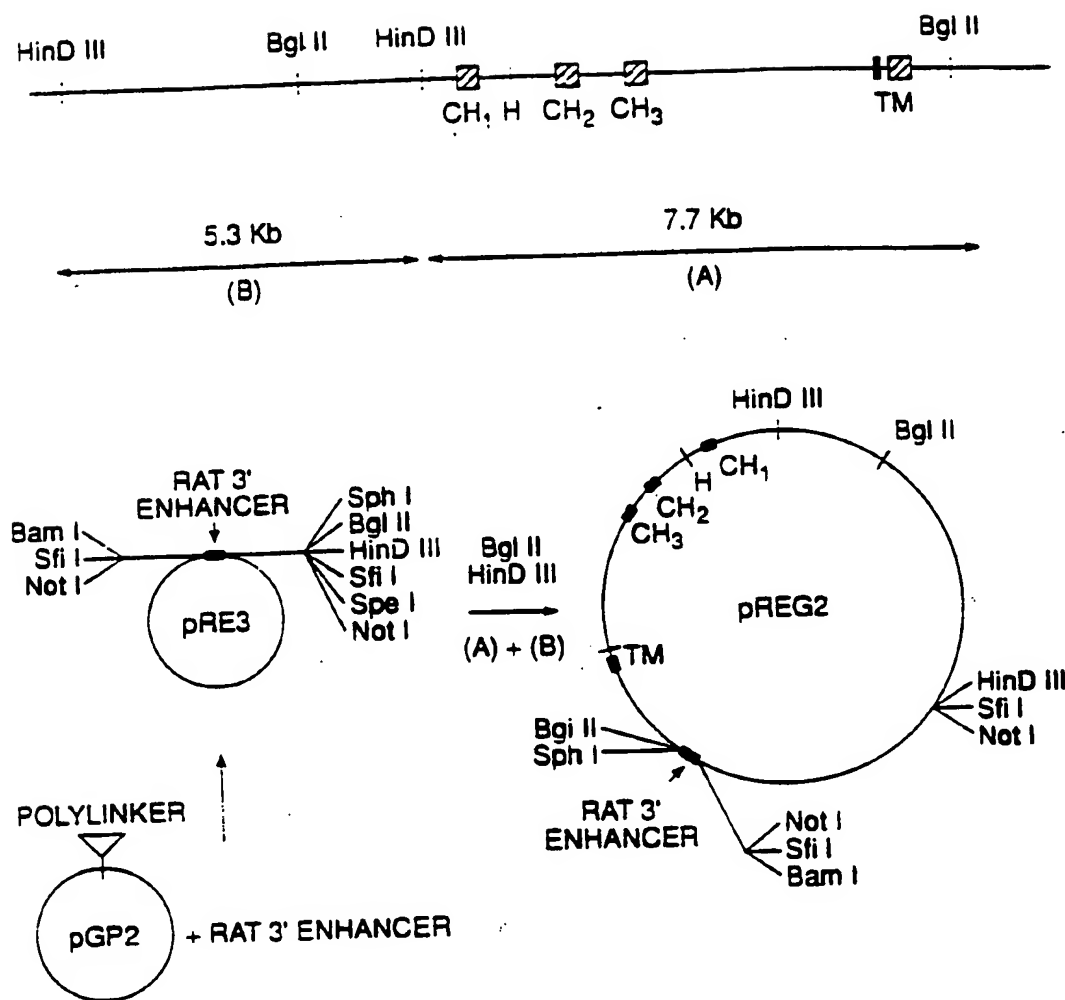 HinD III
Bgl II
HinD III
Bgl II
CH₁ H CH₂ CH₃
TM
5.3 Kb
(B)
7.7 Kb
(A)
RAT 3'
ENHANCER
Bam I
Sfi I
Not I
Sph I
Bgl II
HinD III
Sfi I
Spe I
Not I
pRE3
Bgl II
HinD III
(A) + (B)
HinD III
Bgl II
CH₁
H
CH₂
CH₃
pREG2
TM
HinD III
Sfi I
Not I
Bgl II
Sph I
RAT 3'
ENHANCER
Not I
Sfi I
Bam I
POLYLINKER
pGP2
+ RAT 3' ENHANCER